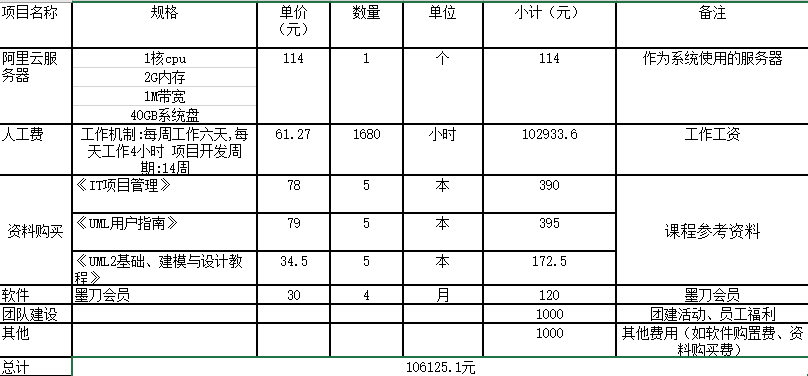 项目名称 规格 单价（元） 数量 单位 小计（元） 备注
阿里云服务器 1核cpu 114 1 个 114 作为系统使用的服务器
2G内存
1M带宽
40GB系统盘
人工费 工作机制:每周工作六天,每天工作4小时 项目开发周期:14周 61.27 1680 小时 102933.6 工作工资
资料购买 《IT项目管理》 78 5 本 390 课程参考资料
《UML用户指南》 79 5 本 395
《UML2基础、建模与设计教程》 34.5 5 本 172.5
软件 墨刀会员 30 4 月 120 墨刀会员
团队建设 1000 团建活动、员工福利
其他 1000 其他费用（如软件购置费、资料购买费）
总计 106125.1元